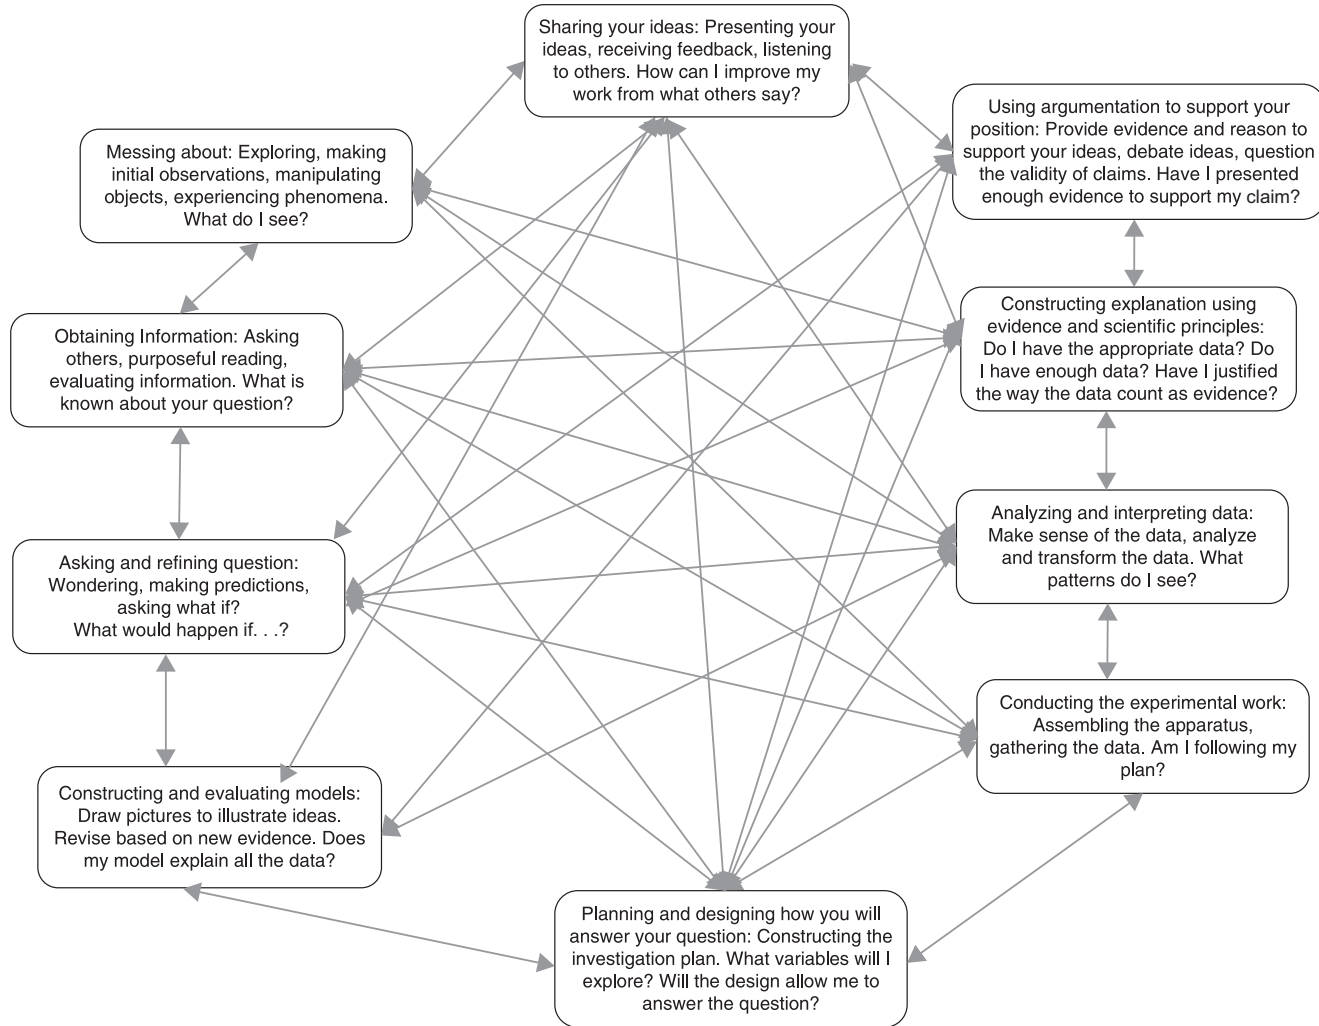 Sharing your ideas: Presenting your
ideas, receiving feedback, listening
to others. How can I improve my
work from what others say?
Using argumentation to support your
position: Provide evidence and reason to
support your ideas, debate ideas, question
the validity of claims. Have I presented
enough evidence to support my claim?
Messing about: Exploring, making
initial observations, manipulating
objects, experiencing phenomena.
What do I see?
Constructing explanation using
evidence and scientific principles:
Do I have the appropriate data? Do
I have enough data? Have I justified
the way the data count as evidence?
Obtaining Information: Asking
others, purposeful reading,
evaluating information. What is
known about your question?
Analyzing and interpreting data:
Make sense of the data, analyze
and transform the data. What
patterns do I see?
Asking and refining question:
Wondering, making predictions,
asking what if?
What would happen if. . .?
Conducting the experimental work:
Assembling the apparatus,
gathering the data. Am I following my
plan?
Constructing and evaluating models:
Draw pictures to illustrate ideas.
Revise based on new evidence. Does
my model explain all the data?
Planning and designing how you will
answer your question: Constructing the
investigation plan. What variables will I
explore? Will the design allow me to
answer the question?